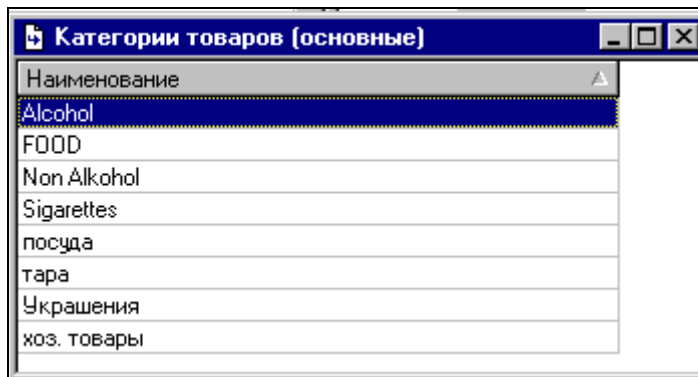 Категории товаров (основные)
Наименование
Alcohol
FOOD
Non Alkohol
Sigarettes
посуда
тара
Украшения
хоз. товары